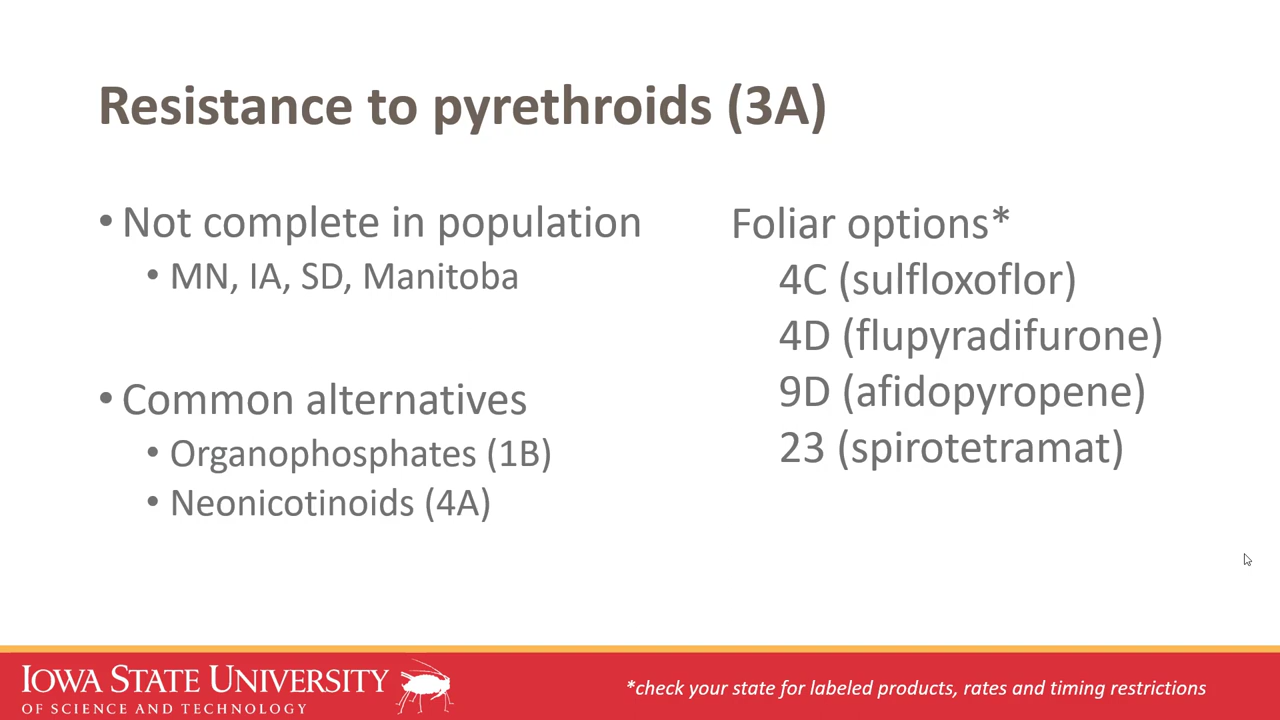 Resistance to pyrethroids (3A)
• Not complete in population
• MN, IA, SD, Manitoba
• Common alternatives
• Organophosphates (1B)
• Neonicotinoids (4A)
Foliar options*
4C (sulfloxoflor)
4D (flupyradifurone)
9D (afidopyropene)
23 (spirotetramat)
IOWA STATE UNIVERSITY
OF SCIENCE AND TECHNOLOGY
*check your state for labeled products, rates and timing restrictions